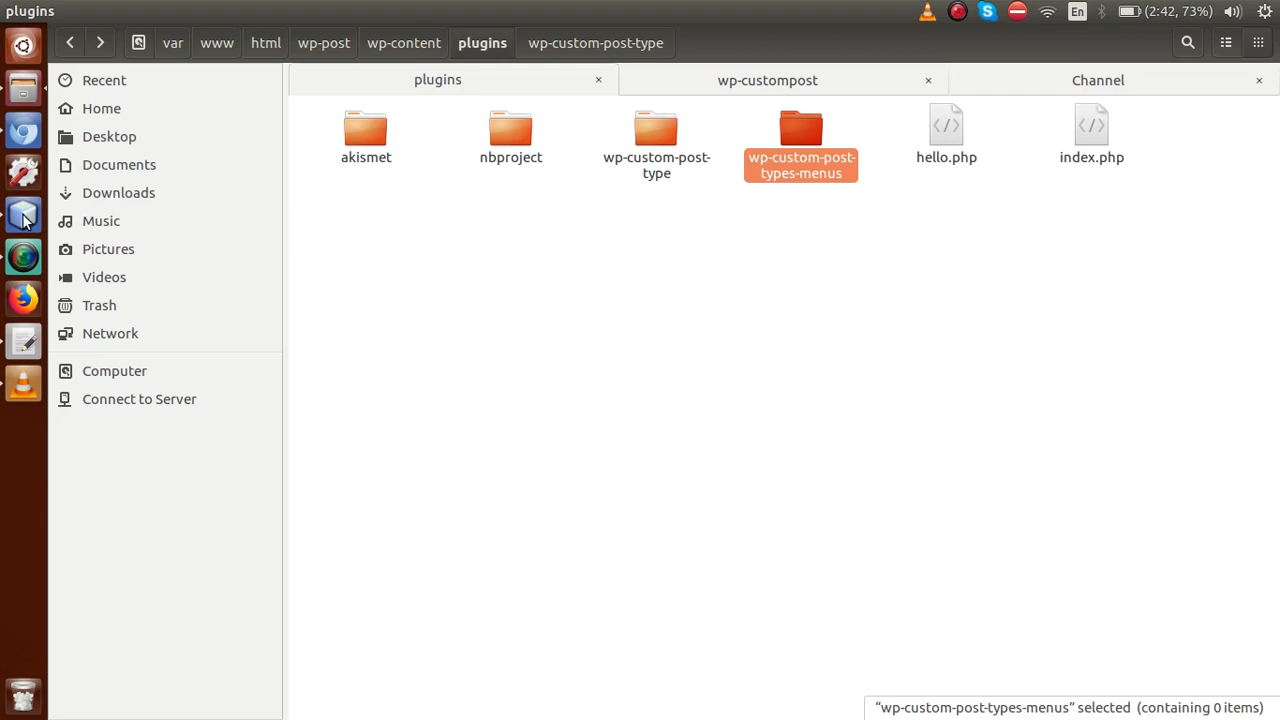 plugins
En
(2:42, 73%)
var
www
html
wp-post
wp-content
plugins
wp-custom-post-type
Recent
Home
Desktop
Documents
Downloads
Music
Pictures
Videos
Trash
Network
Computer
Connect to Server
plugins
wp-custompost
Channel
akismet
nbproject
wp-custom-post-
type
wp-custom-post-
types-menus
hello.php
index.php
“wp-custom-post-types-menus” selected (containing 0 items)